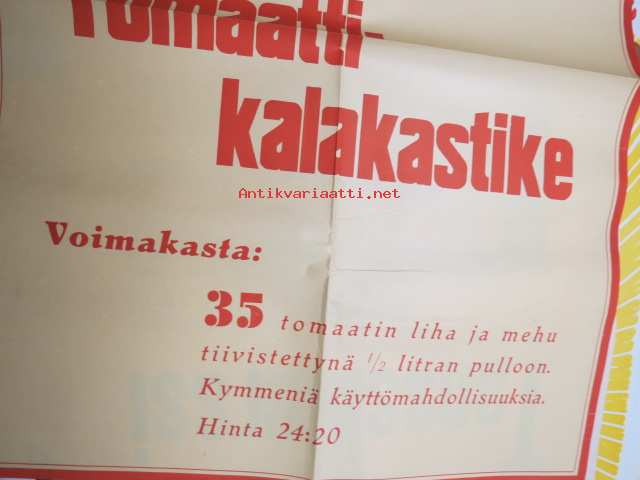 Tomaatti-
kalakastike
Antikvariaatti.net
Voimakasta:
35 tomaatin liha ja mehu
tiivistettynä 1/2 litran pulloon.
Kymmeniä käyttömahdollisuuksia.
Hinta 24:20